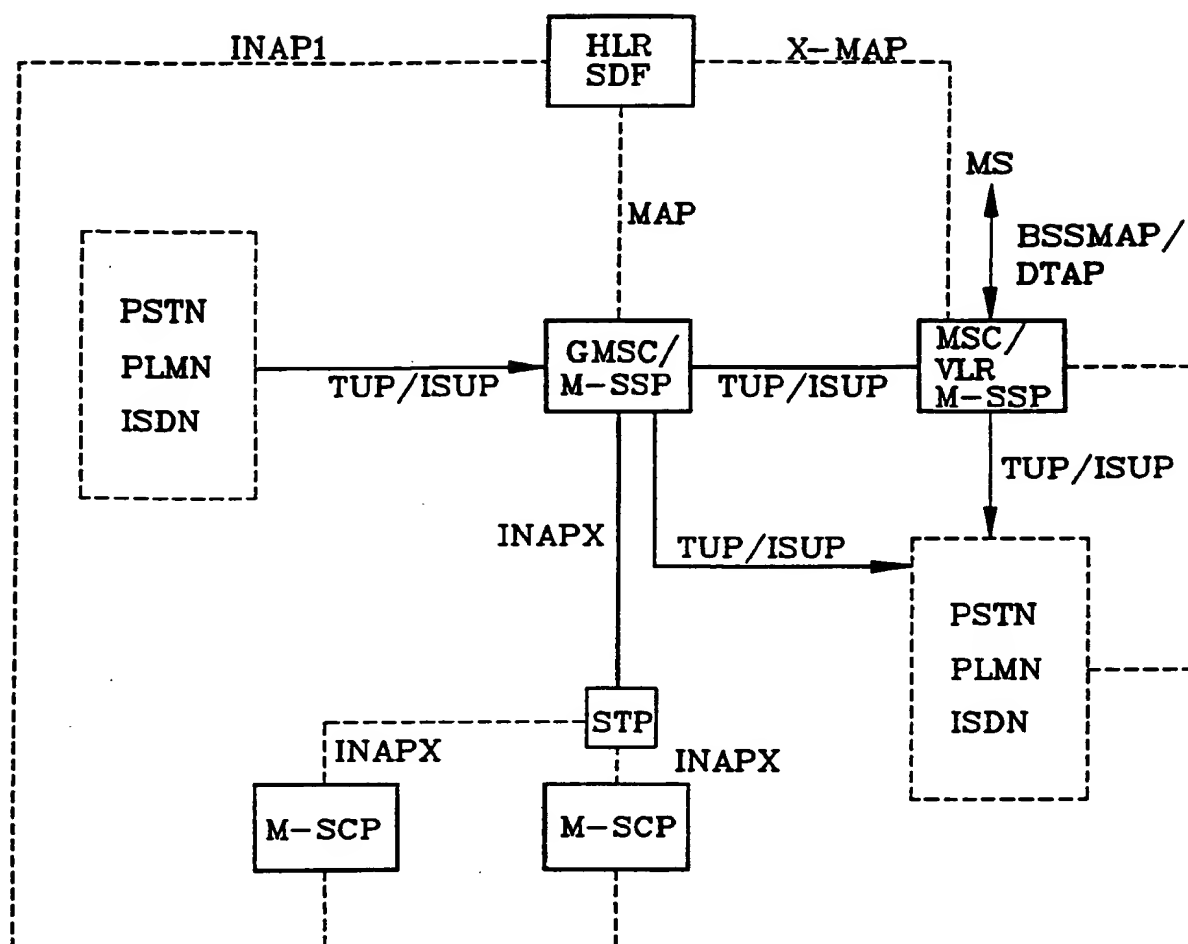 INAP1
HLR
SDF
X-MAP
MS
MAP
BSSMAP/
DTAP
PSTN
PLMN
ISDN
TUP/ISUP
GMSC/
M-SSP
TUP/ISUP
MSC/
VLR
M-SSP
TUP/ISUP
INAPX
TUP/ISUP
PSTN
PLMN
ISDN
STP
INAPX
INAPX
M-SCP
M-SCP